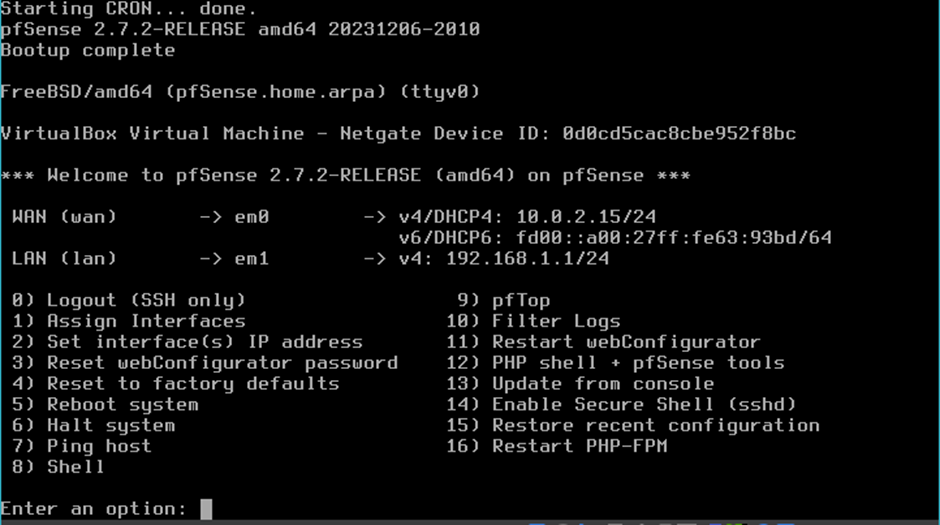 Starting CRON... done.
pfSense 2.7.2-RELEASE amd64 20231206-2010
Bootup complete
FreeBSD/amd64 (pfSense.home.arpa) (ttyv0)
VirtualBox Virtual Machine - Netgate Device ID: 0d0cd5cac8cbe952f8bc
*** Welcome to pfSense 2.7.2-RELEASE (amd64) on pfSense ***
WAN (wan) -> em0 -> v4/DHCP4: 10.0.2.15/24
v6/DHCP6: fd00::a00:27ff:fe63:93bd/64
LAN (lan) -> em1 -> v4: 192.168.1.1/24
0) Logout (SSH only) 9) pfTop
1) Assign Interfaces 10) Filter Logs
2) Set interface(s) IP address 11) Restart webConfigurator
3) Reset webConfigurator password 12) PHP shell + pfSense tools
4) Reset to factory defaults 13) Update from console
5) Reboot system 14) Enable Secure Shell (sshd)
6) Halt system 15) Restore recent configuration
7) Ping host 16) Restart PHP-FPM
8) Shell
Enter an option: